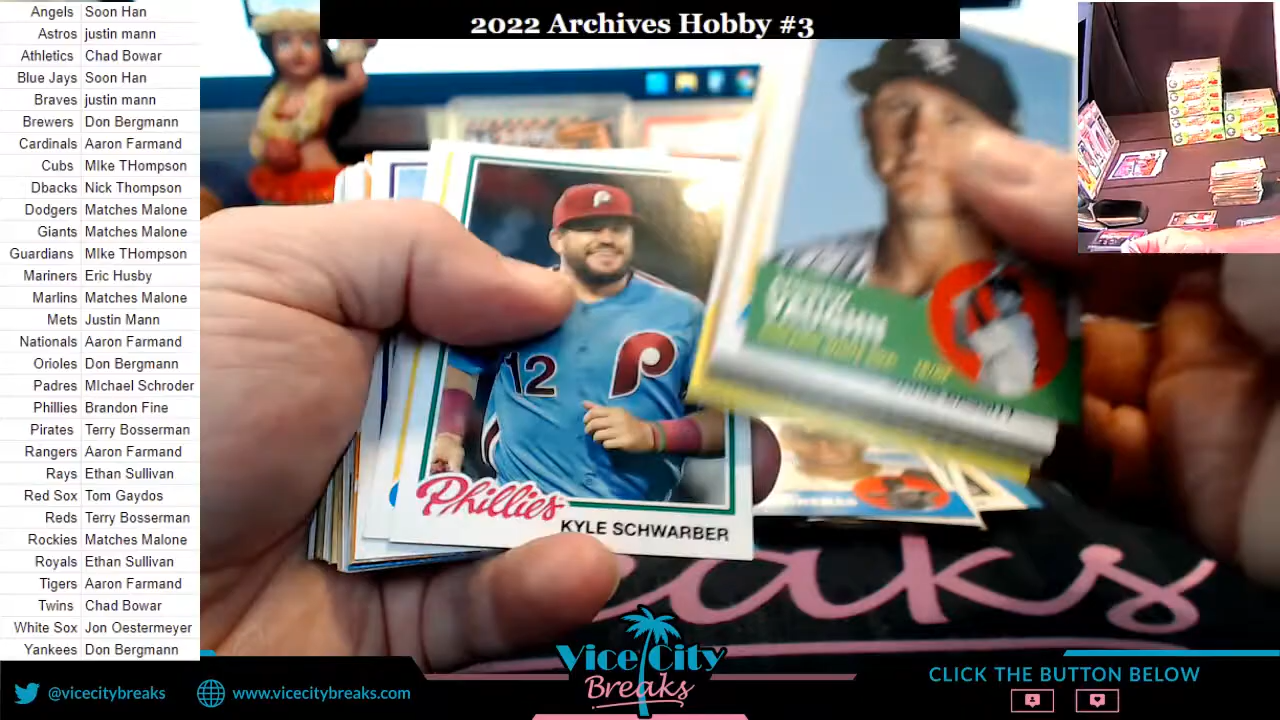 2022 Archives Hobby #3
Angels Soon Han
Astros justin mann
Athletics Chad Bowar
Blue Jays Soon Han
Braves justin mann
Brewers Don Bergmann
Cardinals Aaron Farmand
Cubs MIke THompson
Dbacks Nick Thompson
Dodgers Matches Malone
Giants Matches Malone
Guardians MIke THompson
Mariners Eric Husby
Marlins Matches Malone
Mets Justin Mann
Nationals Aaron Farmand
Orioles Don Bergmann
Padres MIchael Schroder
Phillies Brandon Fine
Pirates Terry Bosserman
Rangers Aaron Farmand
Rays Ethan Sullivan
Red Sox Tom Gaydos
Reds Terry Bosserman
Rockies Matches Malone
Royals Ethan Sullivan
Tigers Aaron Farmand
Twins Chad Bowar
White Sox Jon Oestermeyer
Yankees Don Bergmann
P
12 P
Phillies
KYLE SCHWARBER
VAUGHN
eaks
Vice City
Breaks
@vicecitybreaks
www.vicecitybreaks.com
CLICK THE BUTTON BELOW